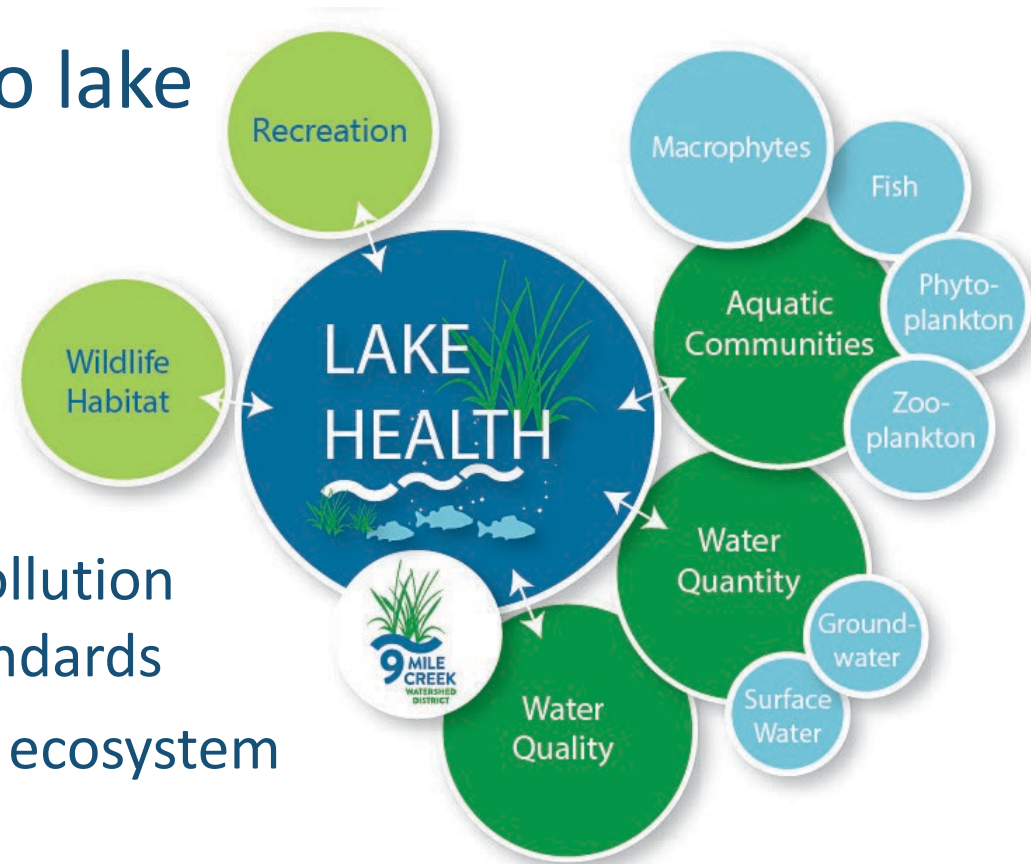 o lake
Recreation
Macrophytes
Fish
Phyto-
plankton
Aquatic
Communities
Zoo-
plankton
Wildlife
Habitat
LAKE
HEALTH
ollution
ndards
ecosystem
Water
Quantity
Ground-
water
Surface
Water
Water
Quality
9 MILE
CREEK
WATERSHED
DISTRICT